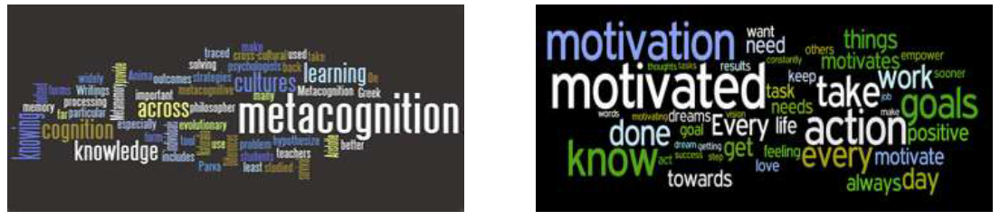 make
traced
cross-cultural used take
solving
psychologists back
widely
Anima
outcomes strategies
cultures
learning
De
forms
Writings
important
metacognitive
many
Metacognition Greek
memory
processing
across
philosopher
metacognition
far
particular
knowing
cognition
especially
evolutionary
knowledge
tool
use
problem hypothesize
better
includes
students
teachers
Parva
least studied
motivation
want
need
others
things
constantly
motivates
empower
thoughts tasks
results
keep
work
sooner
motivated
task
take
job
goals
needs
words
motivating
dreams
vision
Every life
action
make
positive
done
goal
dream getting
get
feeling
every
motivate
know
act
success
step
love
towards
always
day